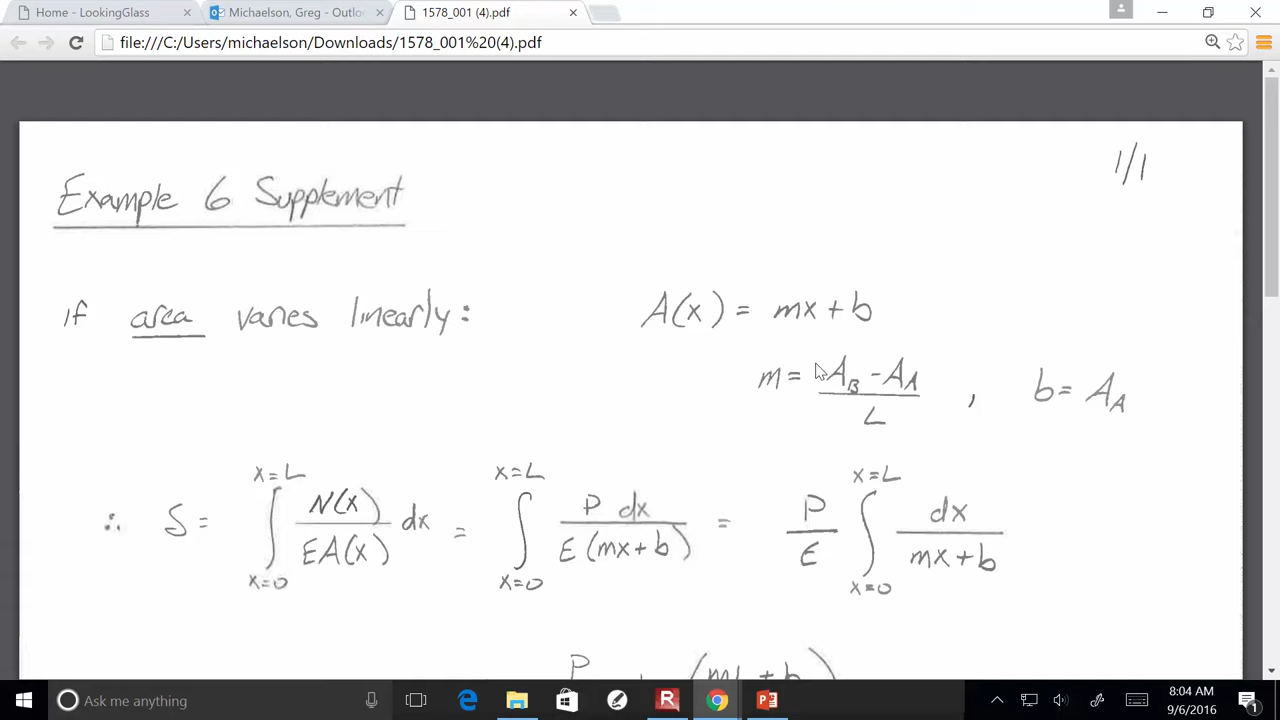 Home - LookingGlass
Michaelson, Greg - Outlo
1578_001 (4).pdf
file:///C:/Users/michaelson/Downloads/1578_001%20(4).pdf
1/1
Example 6 Supplement
If area varies linearly: A(x) = mx + b
m = (A_B - A_A) / L , b = A_A
∴ δ = ∫_{x=0}^{x=L} N(x) / EA(x) dx = ∫_{x=0}^{x=L} P dx / E(mx+b) = P/E ∫_{x=0}^{x=L} dx / mx+b
Ask me anything
8:04 AM
9/6/2016